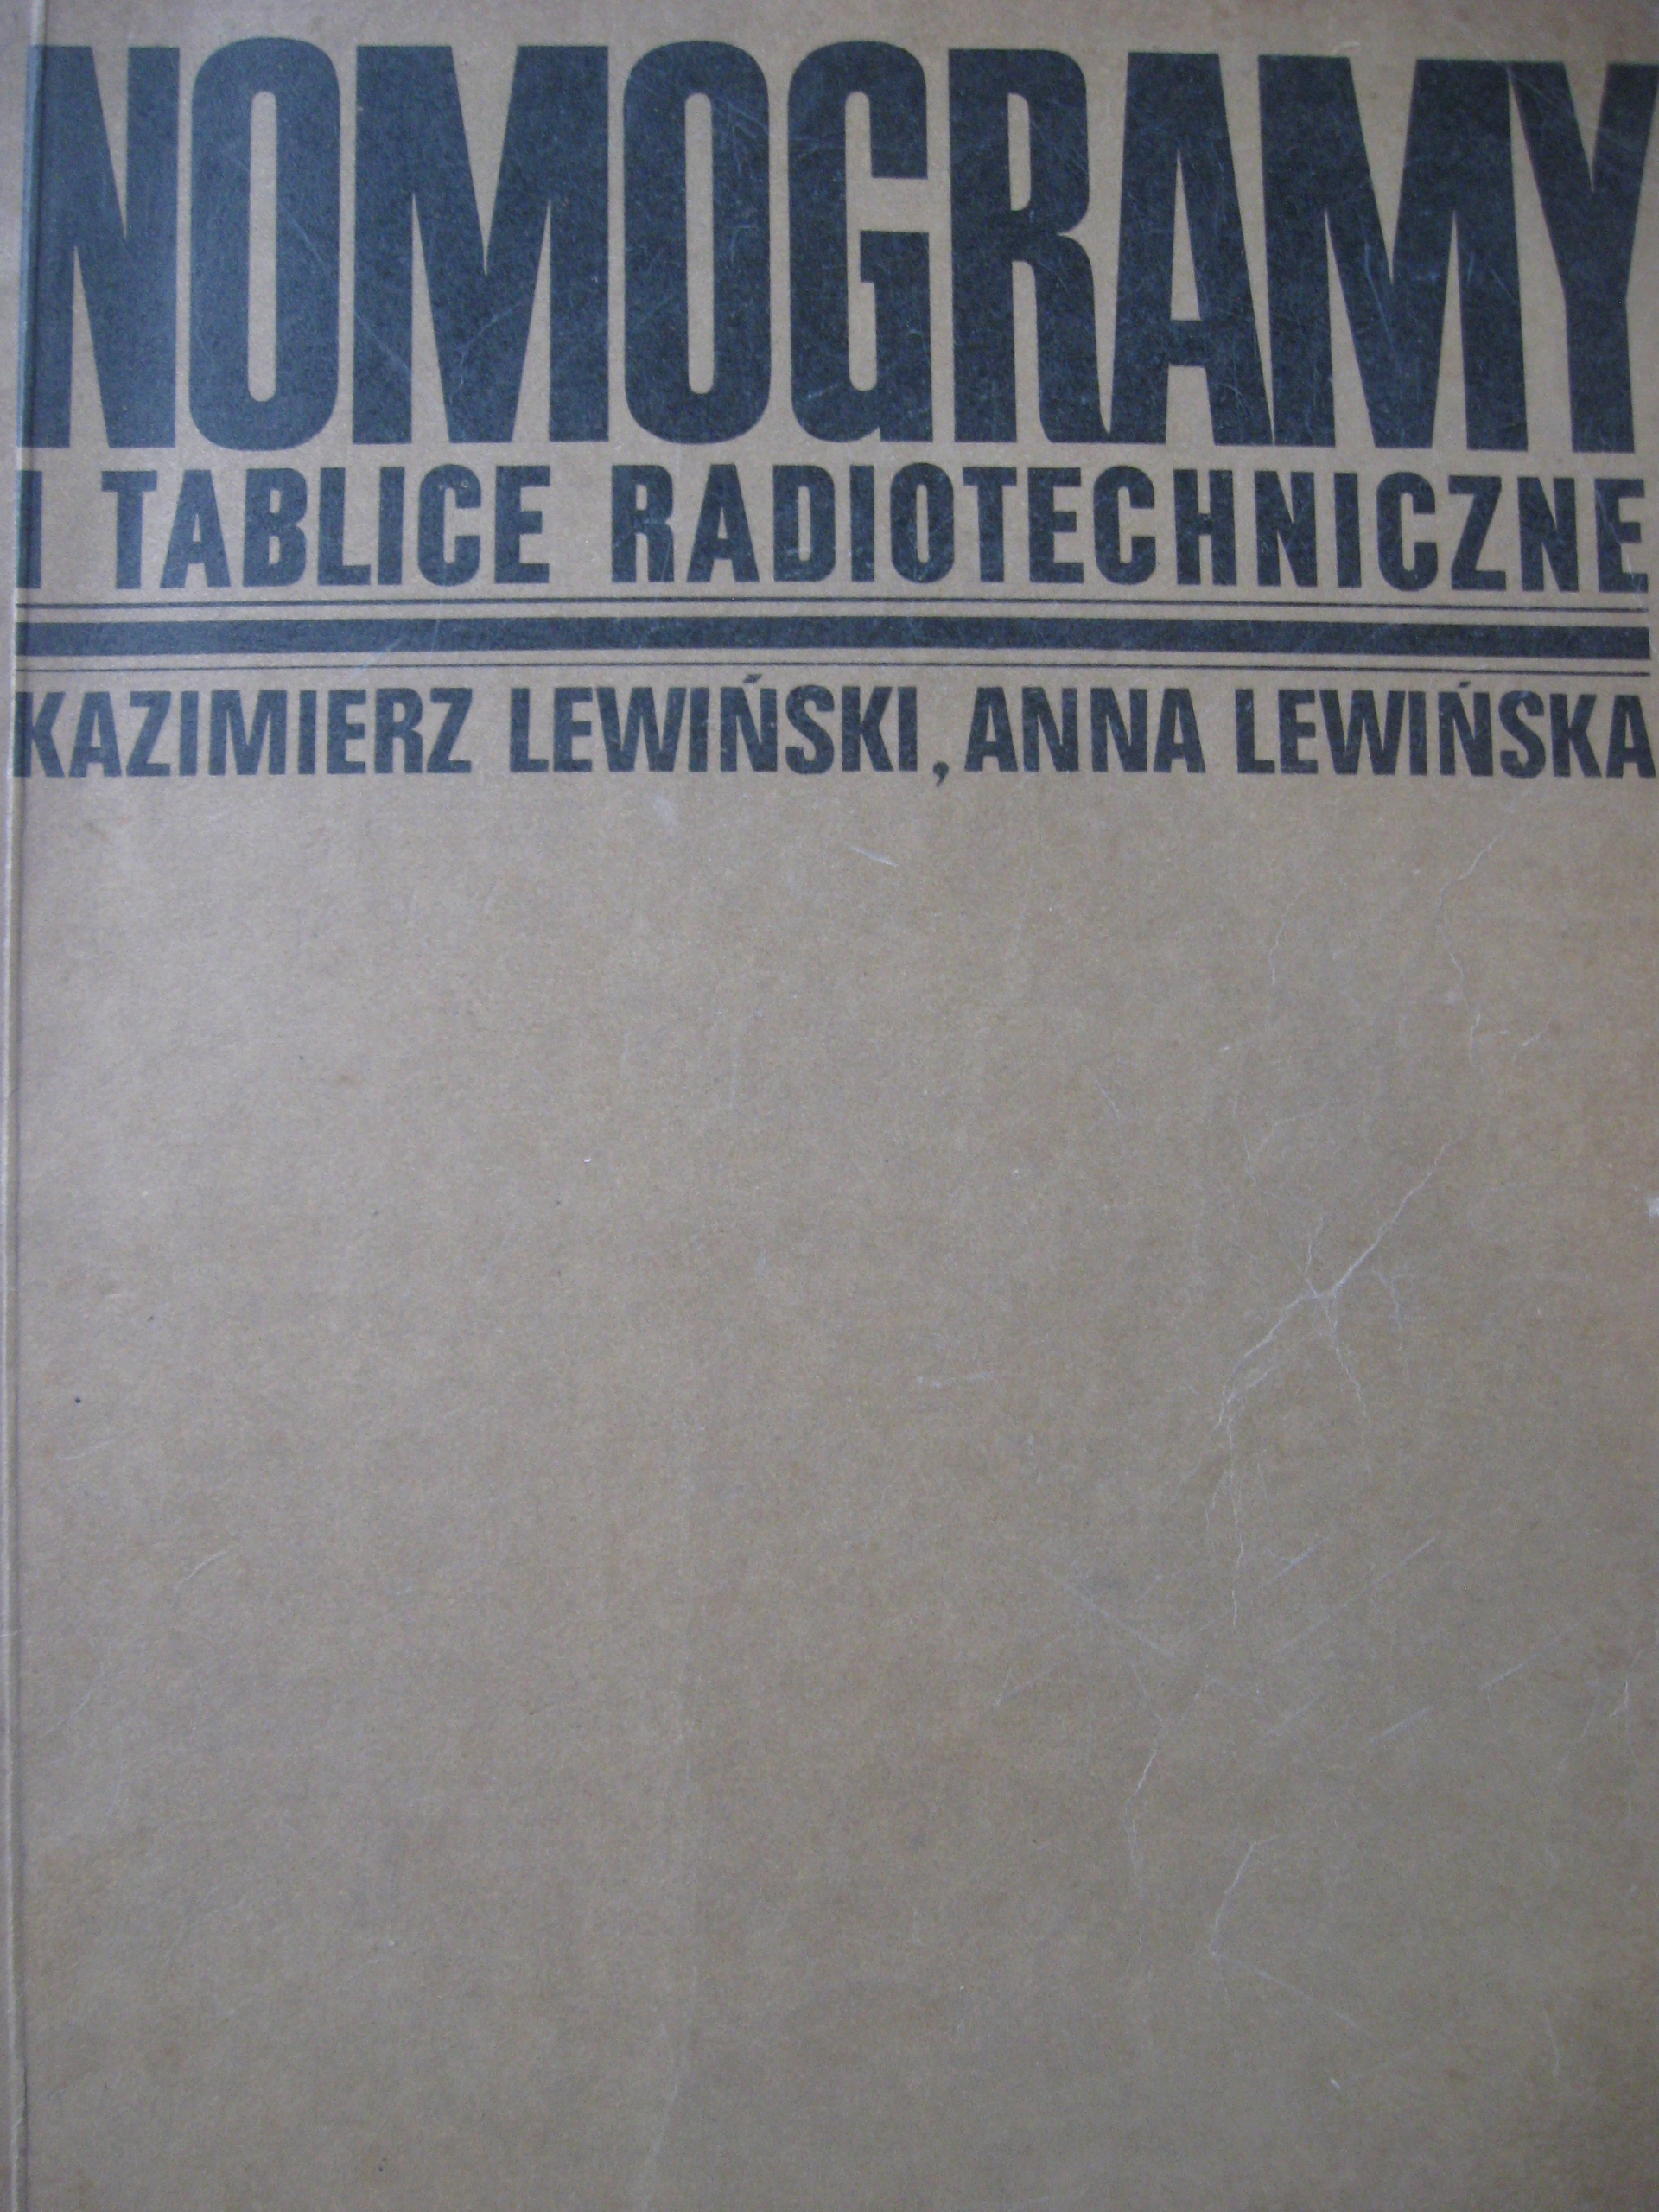 NOMOGRAMY
I TABLICE RADIOTECHNICZNE
KAZIMIERZ LEWIŃSKI, ANNA LEWIŃSKA